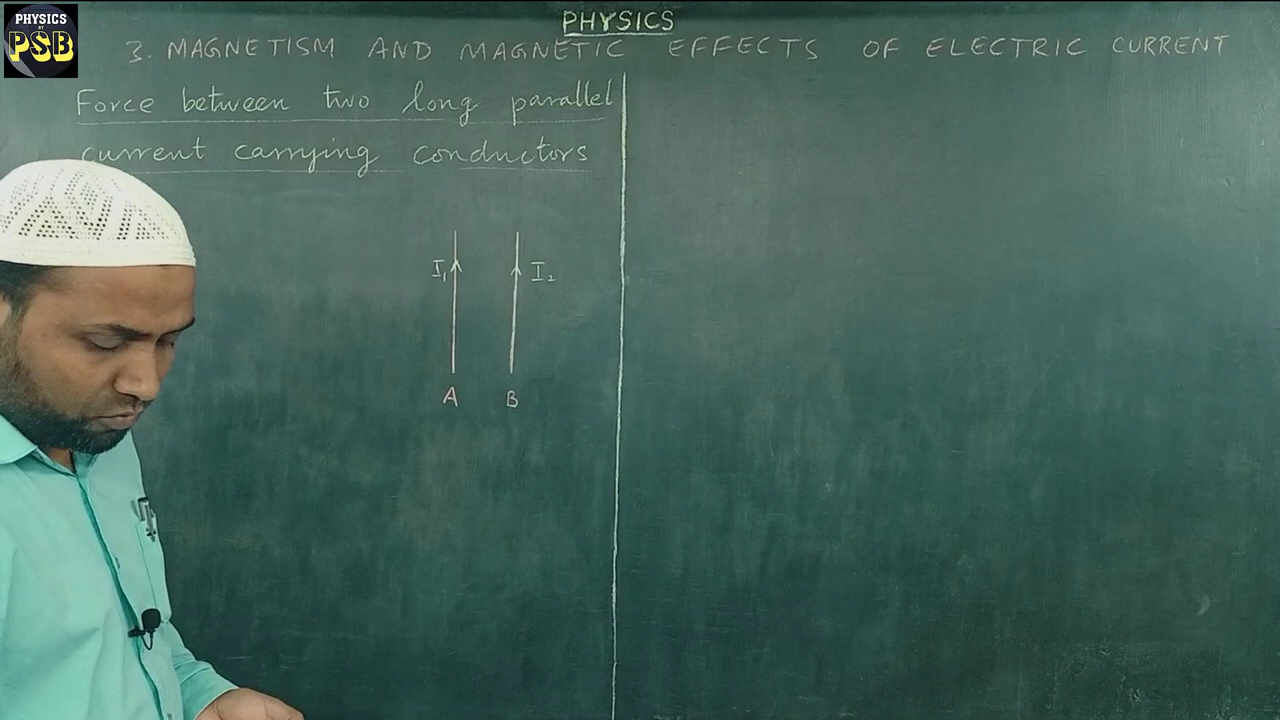 PHYSICS
BY
PSB
PHYSICS
3. MAGNETISM AND MAGNETIC EFFECTS OF ELECTRIC CURRENT
Force between two long parallel
current carrying conductors
I₁ I₂
A B